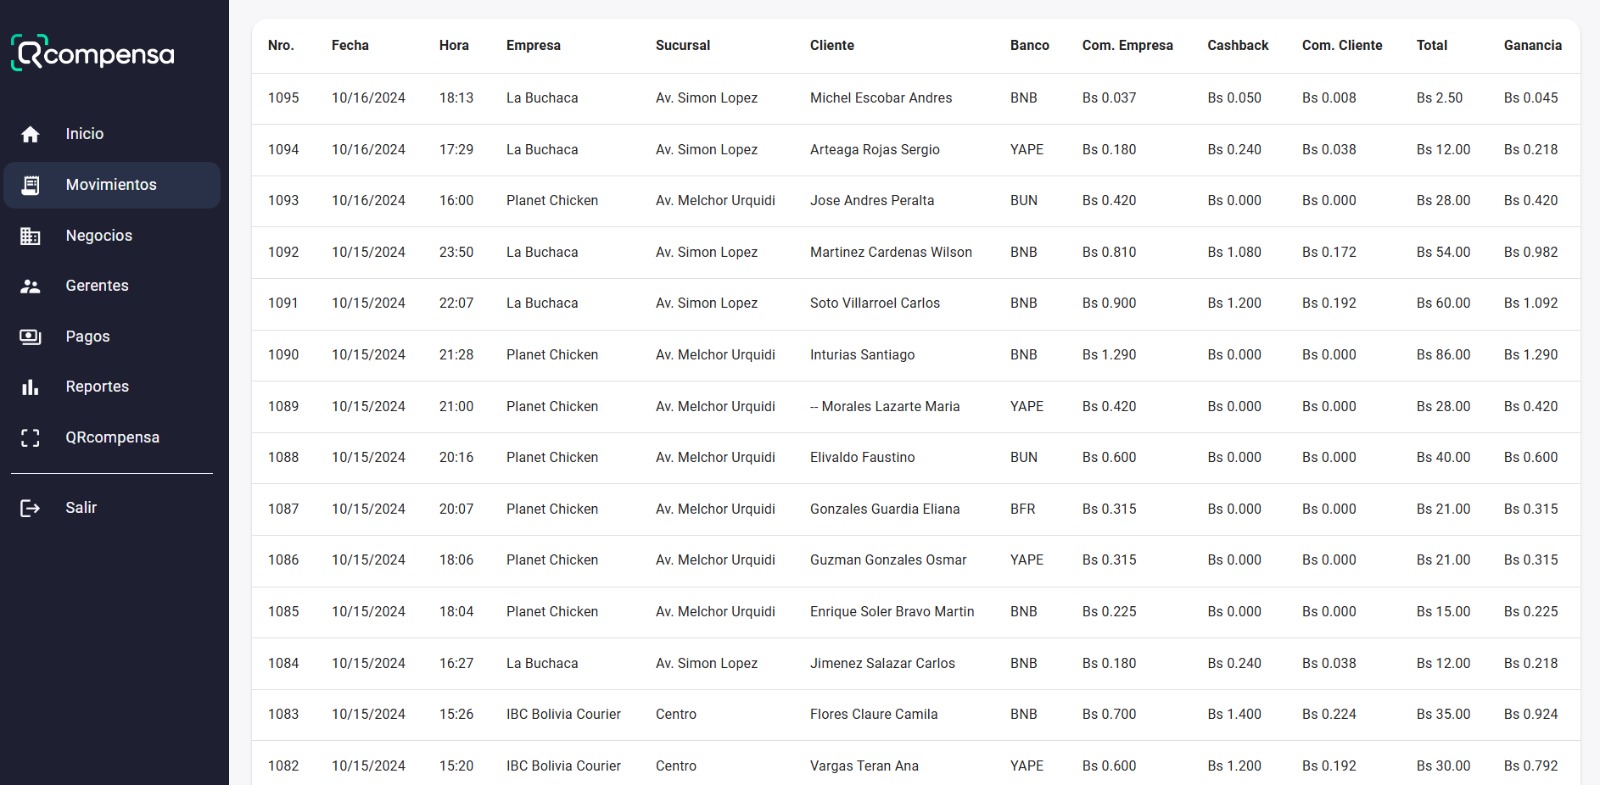 QRcompensa
Inicio
Movimientos
Negocios
Gerentes
Pagos
Reportes
QRcompensa
Salir
Nro. Fecha Hora Empresa Sucursal Cliente Banco Com. Empresa Cashback Com. Cliente Total Ganancia
1095 10/16/2024 18:13 La Buchaca Av. Simon Lopez Michel Escobar Andres BNB Bs 0.037 Bs 0.050 Bs 0.008 Bs 2.50 Bs 0.045
1094 10/16/2024 17:29 La Buchaca Av. Simon Lopez Arteaga Rojas Sergio YAPE Bs 0.180 Bs 0.240 Bs 0.038 Bs 12.00 Bs 0.218
1093 10/16/2024 16:00 Planet Chicken Av. Melchor Urquidi Jose Andres Peralta BUN Bs 0.420 Bs 0.000 Bs 0.000 Bs 28.00 Bs 0.420
1092 10/15/2024 23:50 La Buchaca Av. Simon Lopez Martinez Cardenas Wilson BNB Bs 0.810 Bs 1.080 Bs 0.172 Bs 54.00 Bs 0.982
1091 10/15/2024 22:07 La Buchaca Av. Simon Lopez Soto Villarroel Carlos BNB Bs 0.900 Bs 1.200 Bs 0.192 Bs 60.00 Bs 1.092
1090 10/15/2024 21:28 Planet Chicken Av. Melchor Urquidi Inturias Santiago BNB Bs 1.290 Bs 0.000 Bs 0.000 Bs 86.00 Bs 1.290
1089 10/15/2024 21:00 Planet Chicken Av. Melchor Urquidi -- Morales Lazarte Maria YAPE Bs 0.420 Bs 0.000 Bs 0.000 Bs 28.00 Bs 0.420
1088 10/15/2024 20:16 Planet Chicken Av. Melchor Urquidi Elivaldo Faustino BUN Bs 0.600 Bs 0.000 Bs 0.000 Bs 40.00 Bs 0.600
1087 10/15/2024 20:07 Planet Chicken Av. Melchor Urquidi Gonzales Guardia Eliana BFR Bs 0.315 Bs 0.000 Bs 0.000 Bs 21.00 Bs 0.315
1086 10/15/2024 18:06 Planet Chicken Av. Melchor Urquidi Guzman Gonzales Osmar YAPE Bs 0.315 Bs 0.000 Bs 0.000 Bs 21.00 Bs 0.315
1085 10/15/2024 18:04 Planet Chicken Av. Melchor Urquidi Enrique Soler Bravo Martin BNB Bs 0.225 Bs 0.000 Bs 0.000 Bs 15.00 Bs 0.225
1084 10/15/2024 16:27 La Buchaca Av. Simon Lopez Jimenez Salazar Carlos BNB Bs 0.180 Bs 0.240 Bs 0.038 Bs 12.00 Bs 0.218
1083 10/15/2024 15:26 IBC Bolivia Courier Centro Flores Claure Camila BNB Bs 0.700 Bs 1.400 Bs 0.224 Bs 35.00 Bs 0.924
1082 10/15/2024 15:20 IBC Bolivia Courier Centro Vargas Teran Ana YAPE Bs 0.600 Bs 1.200 Bs 0.192 Bs 30.00 Bs 0.792